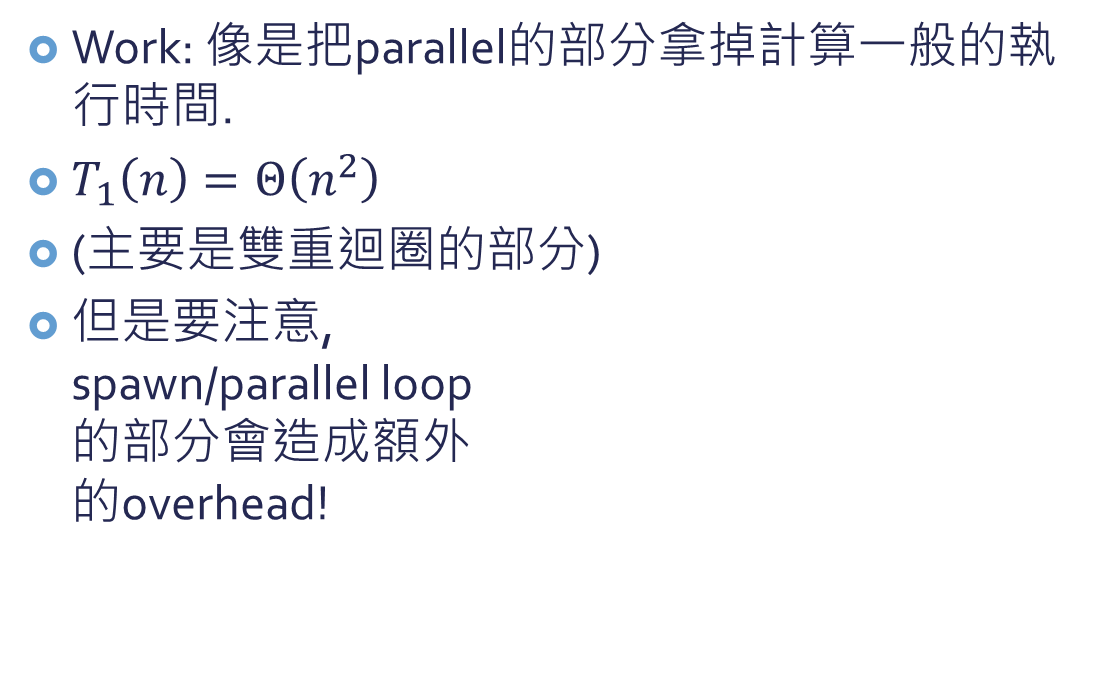 Work: 像是把parallel的部分拿掉計算一般的執
行時間.
T₁(n) = Θ(n²)
(主要是雙重迴圈的部分)
但是要注意,
spawn/parallel loop
的部分會造成額外
的overhead!